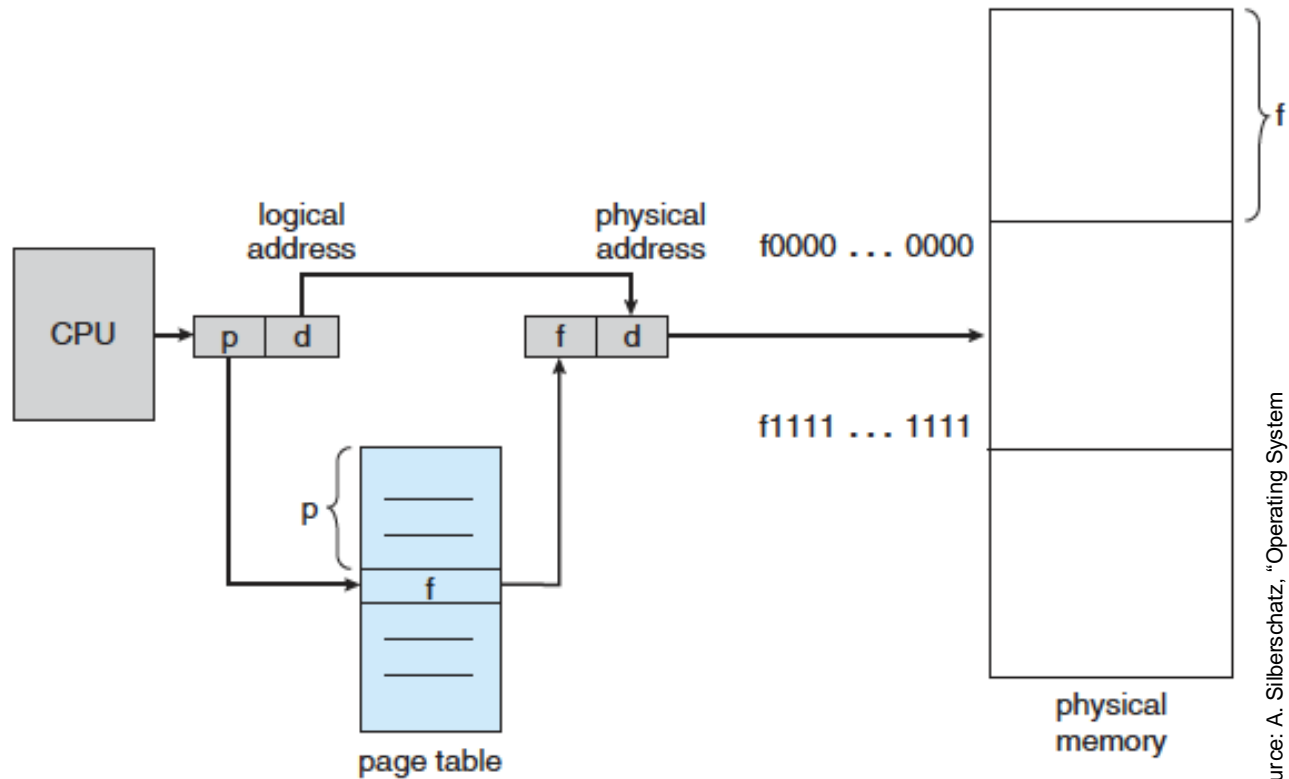 f
logical
address
physical
address
f0000 ... 0000
CPU
p
d
f
d
f1111 ... 1111
p
f
page table
physical
memory
urce: A. Silberschatz, “Operating System